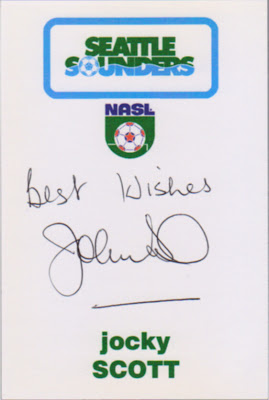 SEATTLE
SOUNDERS
NASL
Best Wishes
jocky
SCOTT